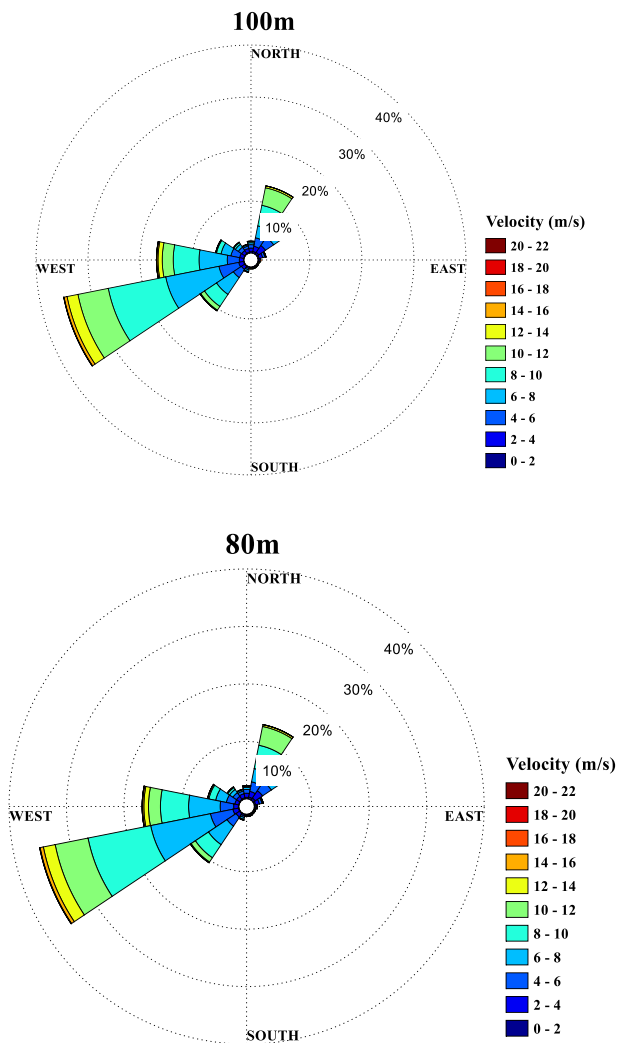 100m
NORTH
40%
30%
20%
10%
WEST
EAST
SOUTH
Velocity (m/s)
20 - 22
18 - 20
16 - 18
14 - 16
12 - 14
10 - 12
8 - 10
6 - 8
4 - 6
2 - 4
0 - 2
80m
NORTH
40%
30%
20%
10%
WEST
EAST
SOUTH
Velocity (m/s)
20 - 22
18 - 20
16 - 18
14 - 16
12 - 14
10 - 12
8 - 10
6 - 8
4 - 6
2 - 4
0 - 2